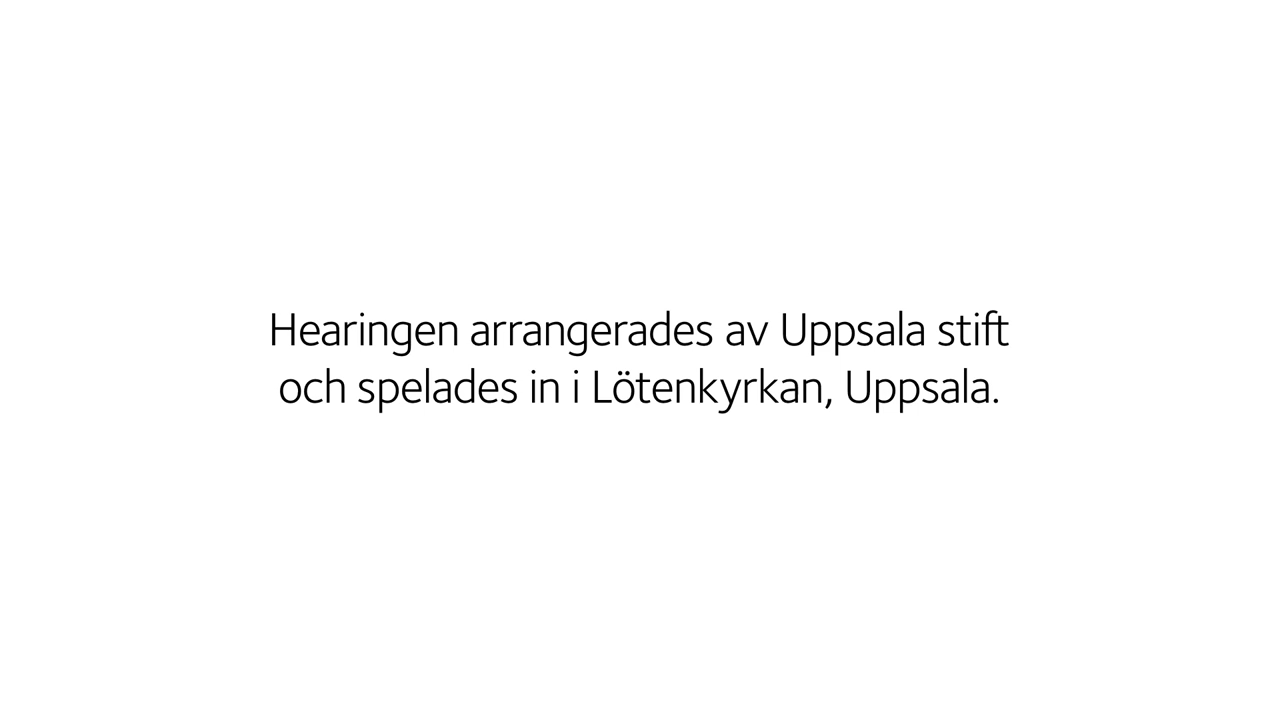 Hearingen arrangerades av Uppsala stift
och spelades in i Lötenkyrkan, Uppsala.